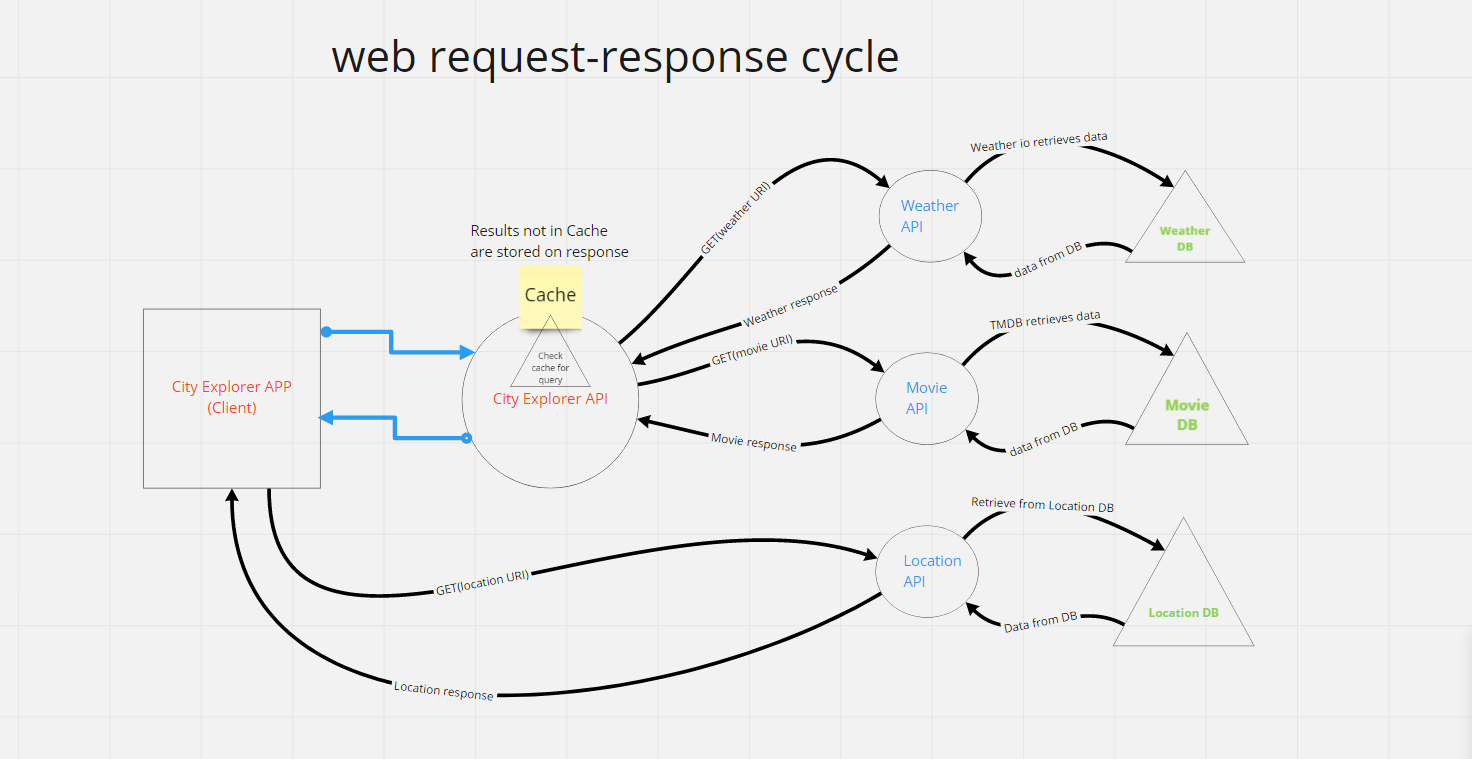 web request-response cycle
Weather io retrieves data
GET(weather URI)
Weather
API
Weather
DB
data from DB
Results not in Cache
are stored on response
Cache
Weather response
Check
cache for
query
City Explorer API
City Explorer APP
(Client)
GET(movie URI)
TMDB retrieves data
Movie
API
Movie
DB
data from DB
Movie response
Retrieve from Location DB
Location
API
Location DB
Data from DB
GET(location URI)
Location response